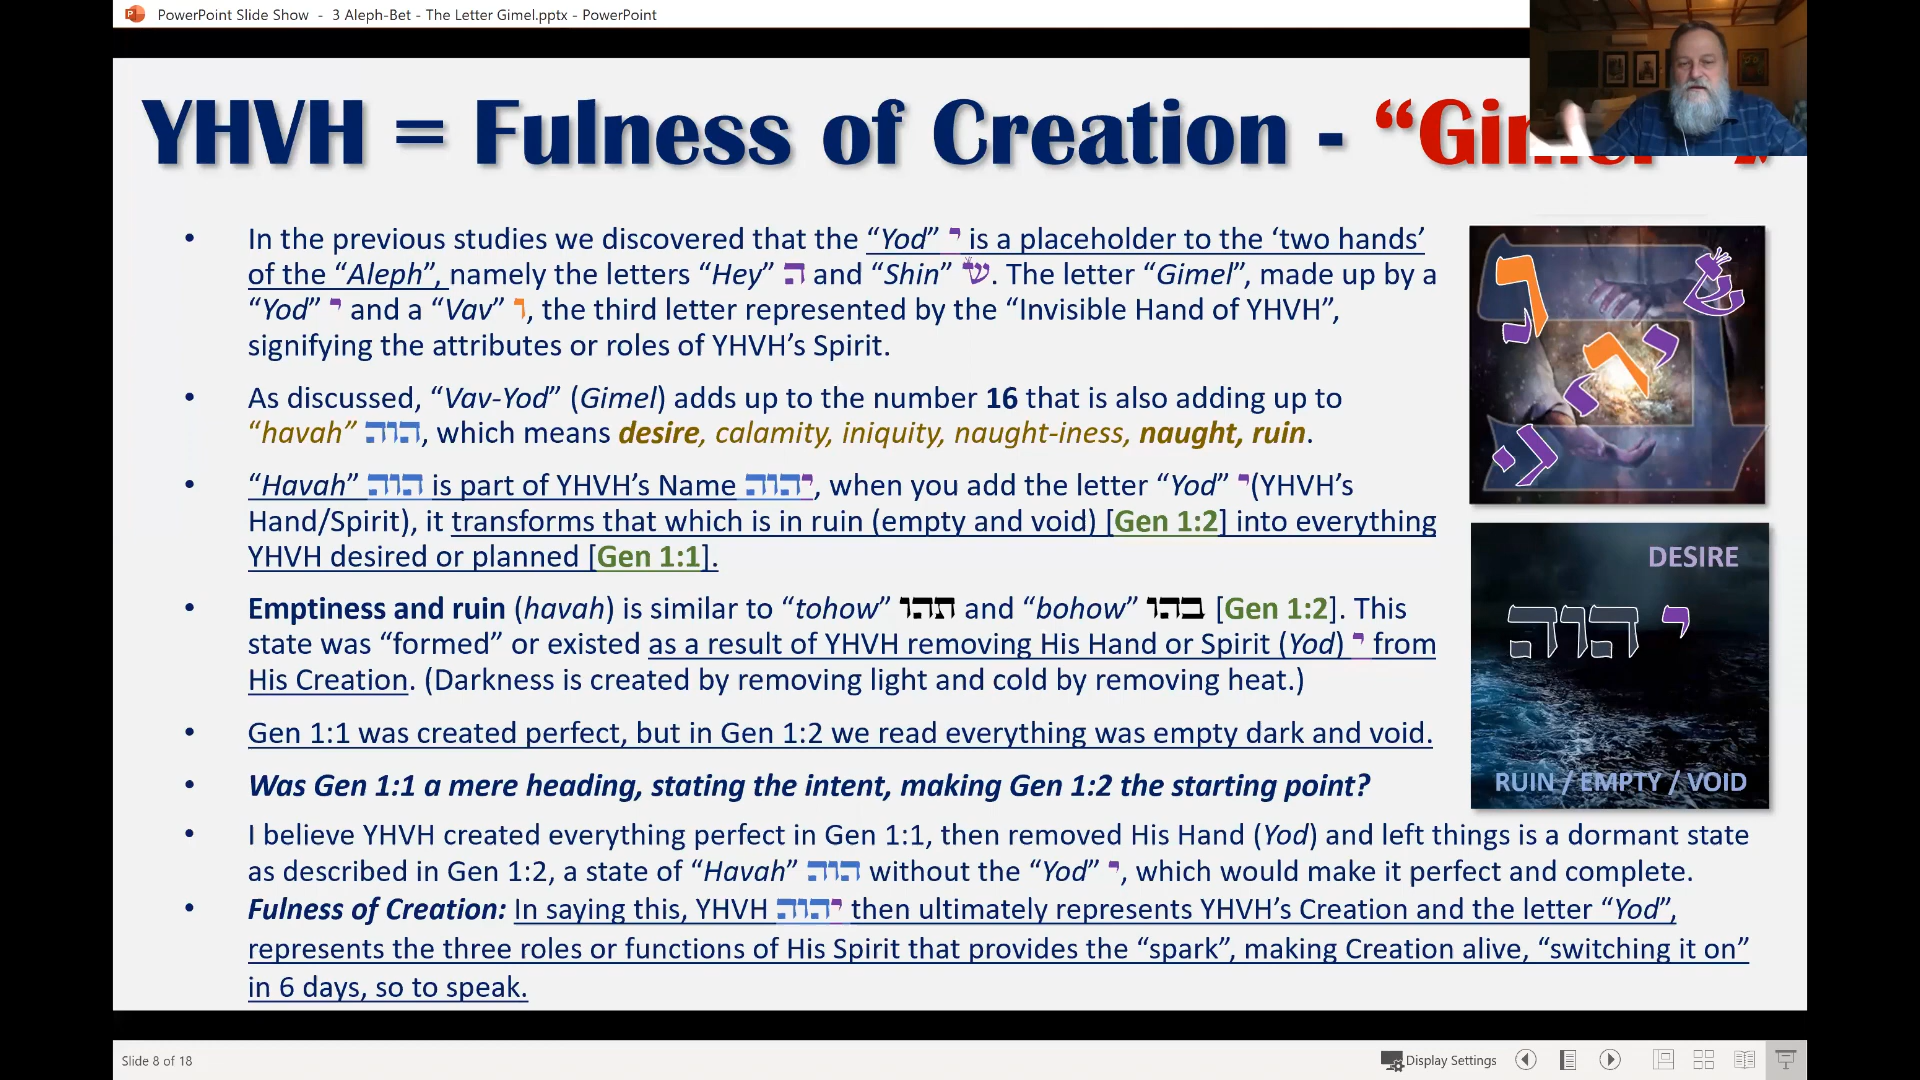 PowerPoint Slide Show - 3 Aleph-Bet - The Letter Gimel.pptx - PowerPoint
YHVH = Fulness of Creation -
• In the previous studies we discovered that the “Yod” י is a placeholder to the ‘two hands’
of the “Aleph”, namely the letters “Hey” ה and “Shin” ש. The letter “Gimel”, made up by a
“Yod” י and a “Vav” ו, the third letter represented by the “Invisible Hand of YHVH”,
signifying the attributes or roles of YHVH’s Spirit.
• As discussed, “Vav-Yod” (Gimel) adds up to the number 16 that is also adding up to
“havah” הוה, which means desire, calamity, iniquity, naught-iness, naught, ruin.
• “Havah” הוה is part of YHVH’s Name יהוה, when you add the letter “Yod” י(YHVH’s
Hand/Spirit), it transforms that which is in ruin (empty and void) [Gen 1:2] into everything
YHVH desired or planned [Gen 1:1].
• Emptiness and ruin (havah) is similar to “tohow” תהו and “bohow” בהו [Gen 1:2]. This
state was “formed” or existed as a result of YHVH removing His Hand or Spirit (Yod) י from
His Creation. (Darkness is created by removing light and cold by removing heat.)
• Gen 1:1 was created perfect, but in Gen 1:2 we read everything was empty dark and void.
• Was Gen 1:1 a mere heading, stating the intent, making Gen 1:2 the starting point?
• I believe YHVH created everything perfect in Gen 1:1, then removed His Hand (Yod) and left things is a dormant state
as described in Gen 1:2, a state of “Havah” הוה without the “Yod” י, which would make it perfect and complete.
• Fulness of Creation: In saying this, YHVH יהוה then ultimately represents YHVH’s Creation and the letter “Yod”,
represents the three roles or functions of His Spirit that provides the “spark”, making Creation alive, “switching it on”
in 6 days, so to speak.
DESIRE
י הוה
RUIN / EMPTY / VOID
Slide 8 of 18
Display Settings